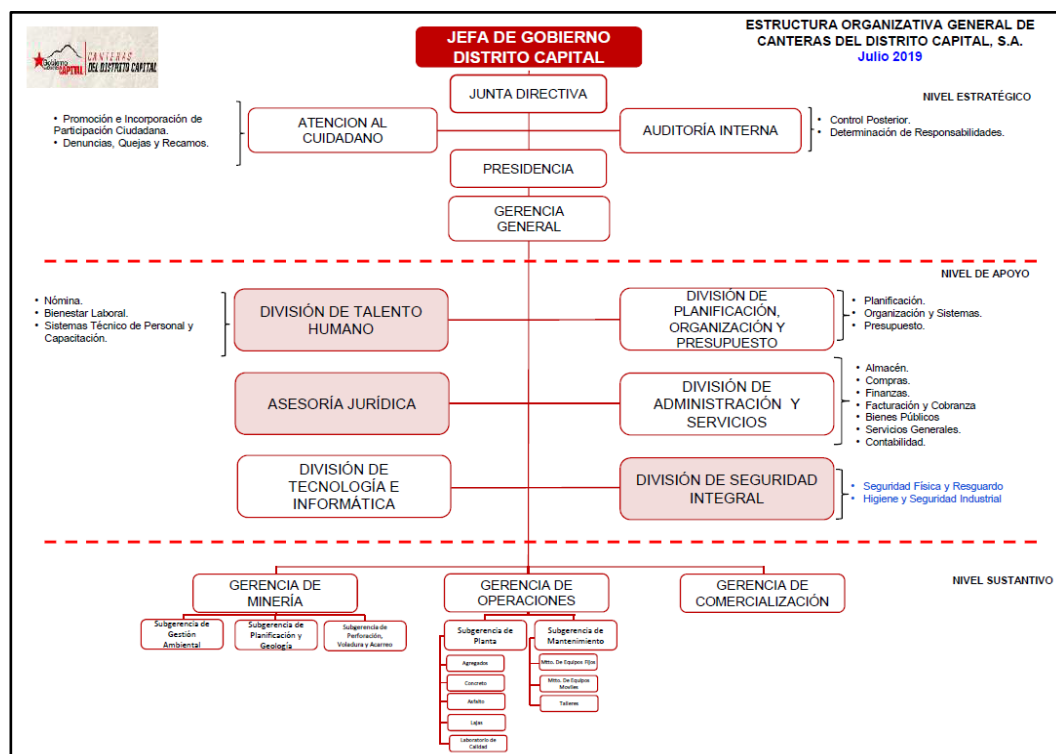 Gobierno
CAPITAL
CANTERAS
DEL DISTRITO CAPITAL
ESTRUCTURA ORGANIZATIVA GENERAL DE
CANTERAS DEL DISTRITO CAPITAL, S.A.
Julio 2019
JEFA DE GOBIERNO
DISTRITO CAPITAL
JUNTA DIRECTIVA
NIVEL ESTRATÉGICO
• Promoción e Incorporación de
Participación Ciudadana.
• Denuncias, Quejas y Recamos.
ATENCION AL
CUIDADANO
AUDITORÍA INTERNA
• Control Posterior.
• Determinación de Responsabilidades.
PRESIDENCIA
GERENCIA
GENERAL
NIVEL DE APOYO
• Nómina.
• Bienestar Laboral.
• Sistemas Técnico de Personal y
Capacitación.
DIVISIÓN DE TALENTO
HUMANO
DIVISIÓN DE
PLANIFICACIÓN,
ORGANIZACIÓN Y
PRESUPUESTO
• Planificación.
• Organización y Sistemas.
• Presupuesto.
ASESORÍA JURÍDICA
DIVISIÓN DE
ADMINISTRACIÓN Y
SERVICIOS
• Almacén.
• Compras.
• Finanzas.
• Facturación y Cobranza
• Bienes Públicos
• Servicios Generales.
• Contabilidad.
DIVISIÓN DE
TECNOLOGÍA E
INFORMÁTICA
DIVISIÓN DE SEGURIDAD
INTEGRAL
• Seguridad Física y Resguardo
• Higiene y Seguridad Industrial
NIVEL SUSTANTIVO
GERENCIA DE
MINERÍA
GERENCIA DE
OPERACIONES
GERENCIA DE
COMERCIALIZACIÓN
Subgerencia de
Gestión
Ambiental
Subgerencia de
Planificación y
Geología
Subgerencia de
Perforación,
Voladura y Acarreo
Subgerencia de
Planta
Subgerencia de
Mantenimiento
Agregados
Concreto
Asfalto
Lajas
Laboratorio de
Calidad
Mtto. De Equipos Fijos
Mtto. De Equipos
Moviles
Talleres